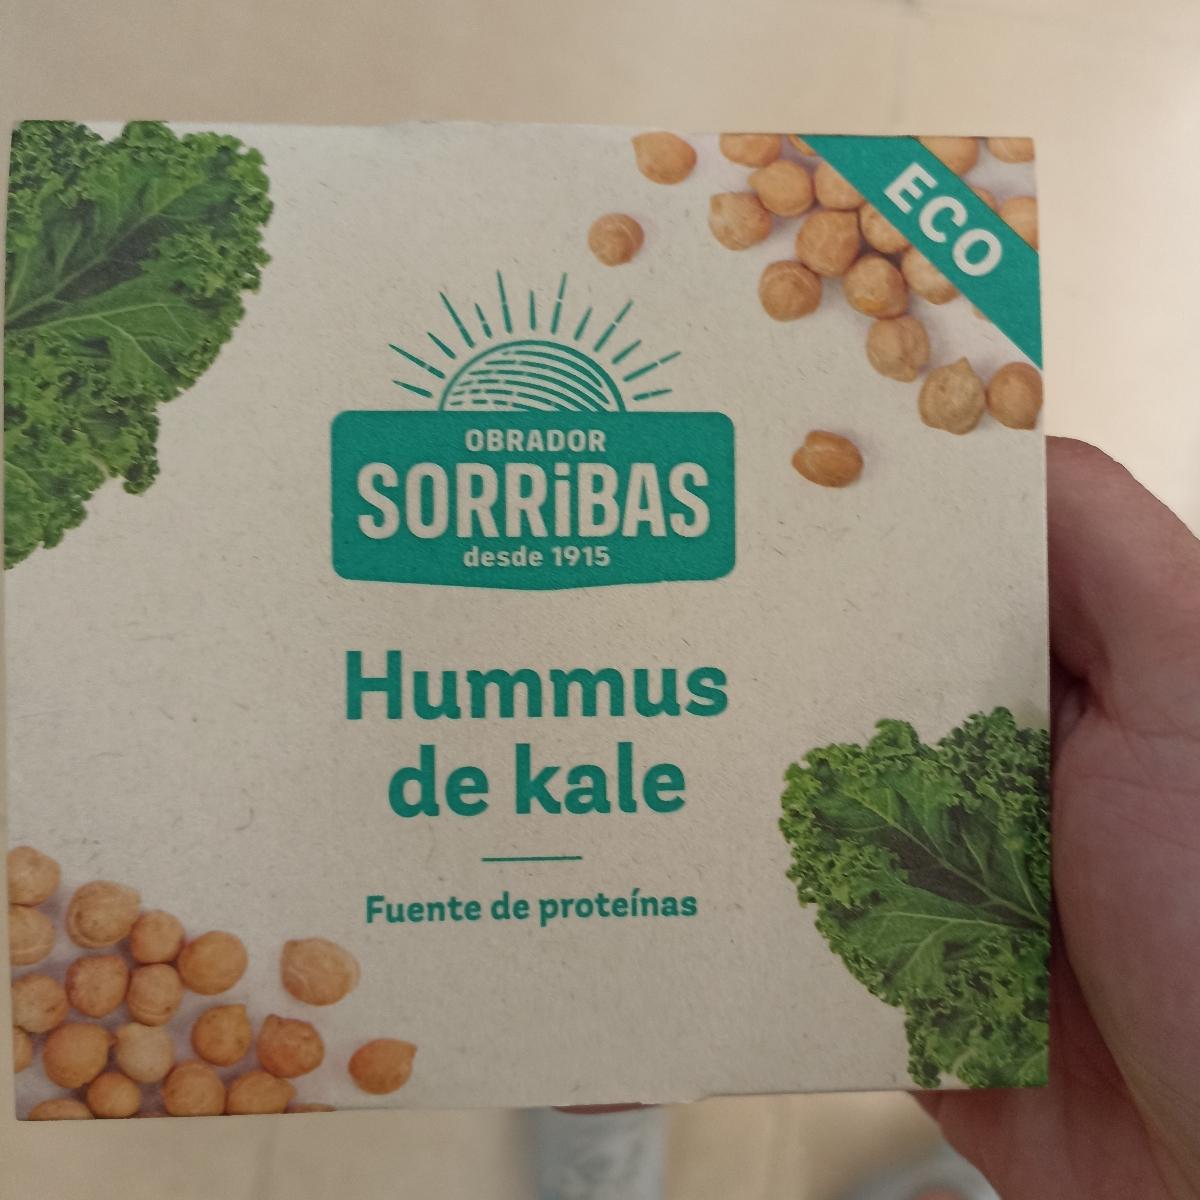 ECO
OBRADOR
SORRiBAS
desde 1915
Hummus
de kale
Fuente de proteínas